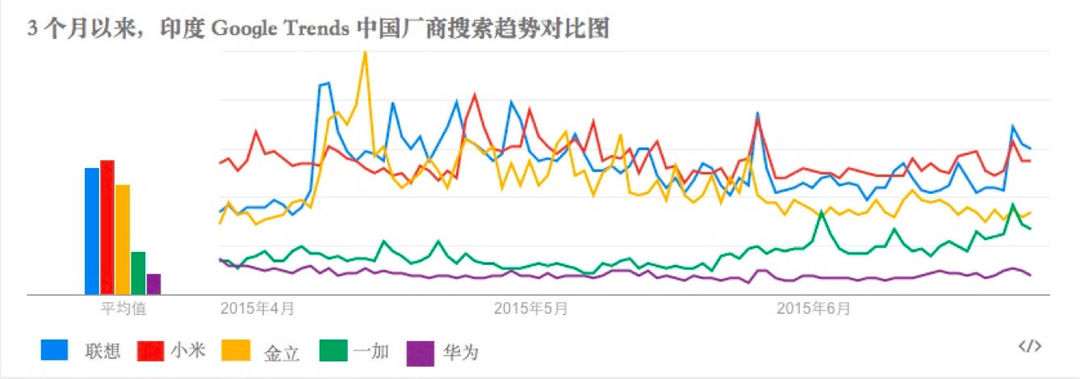 3 个月以来，印度 Google Trends 中国厂商搜索趋势对比图
平均值 2015年4月 2015年5月 2015年6月
联想 小米 金立 一加 华为 </>